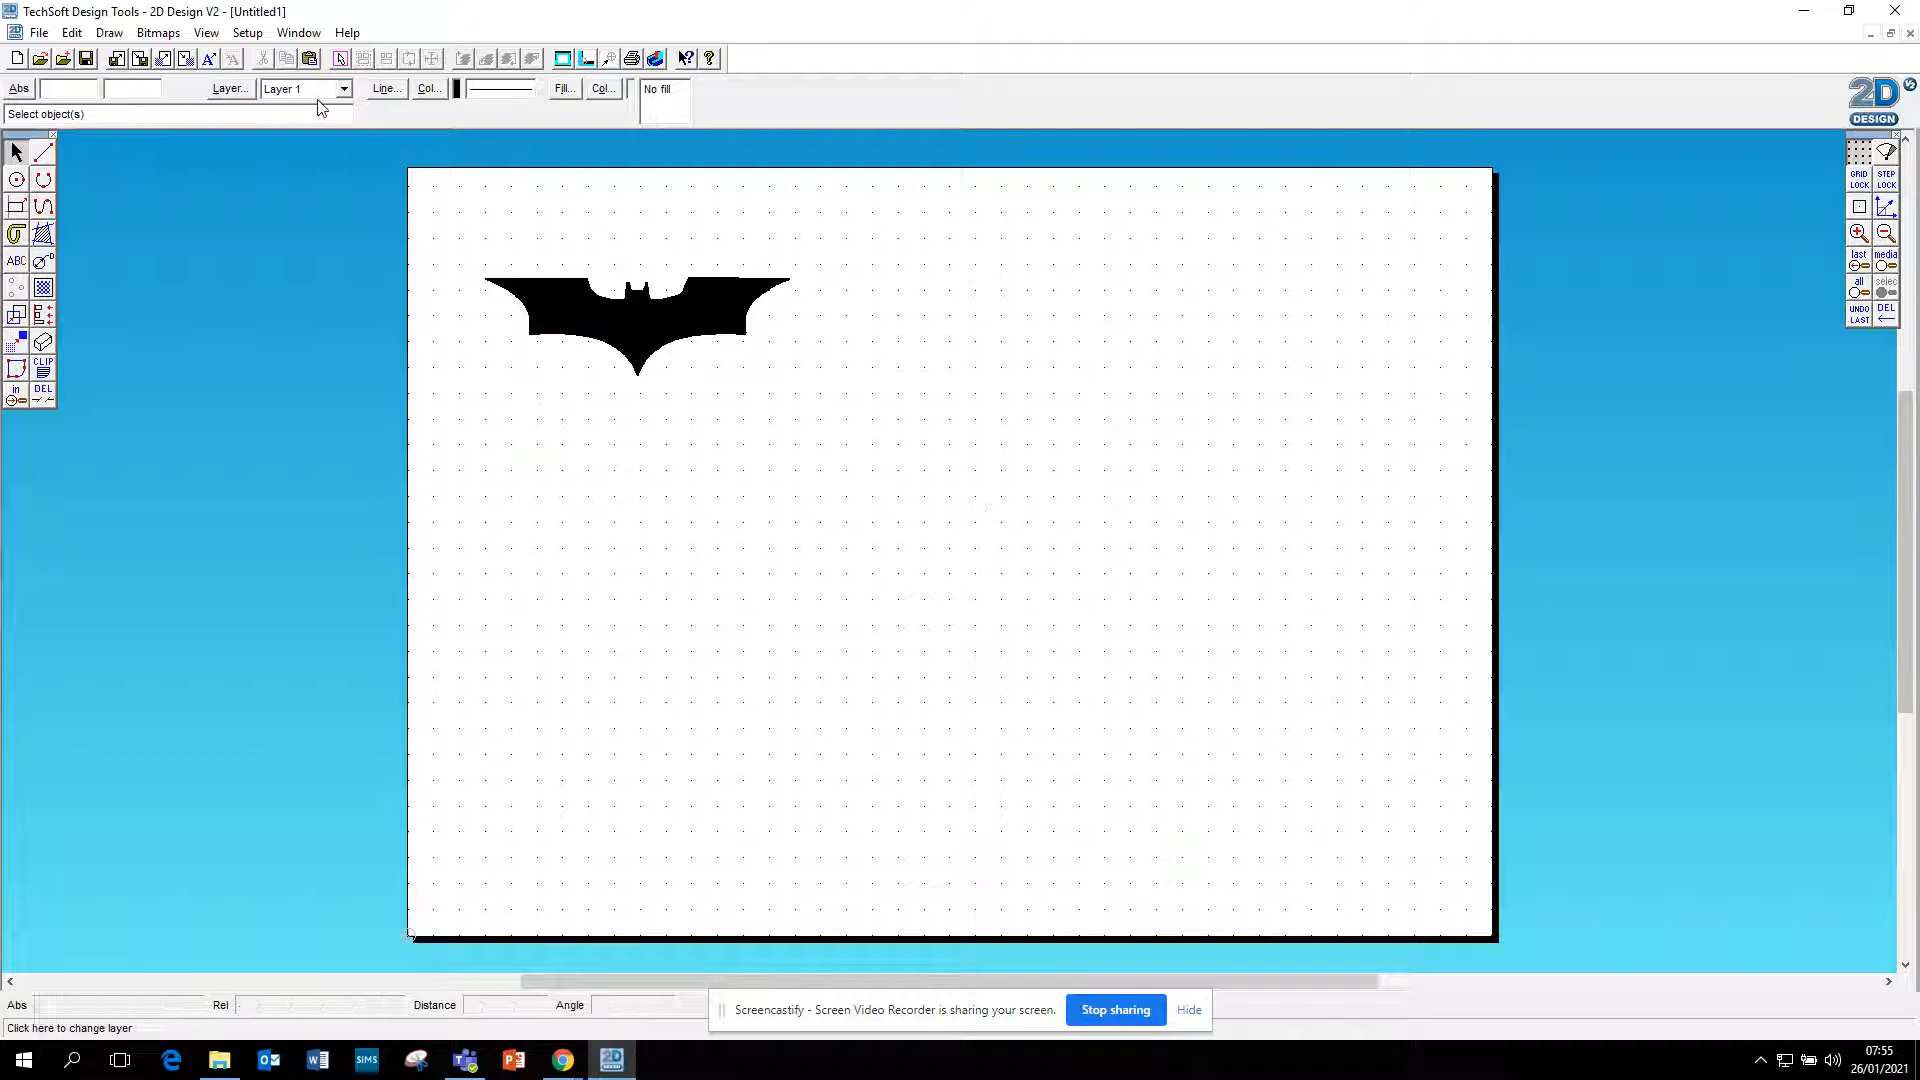 TechSoft Design Tools - 2D Design V2 - [Untitled1]
File Edit Draw Bitmaps View Setup Window Help
Abs Layer... Layer 1 Line... Col... Fill... Col... No fill
Select object(s)
2D V2
DESIGN
GRID LOCK STEP LOCK
ABC D
last media
all selec
UNDO LAST DEL
CLIP
in DEL
Abs Rel Distance Angle
Screencastify - Screen Video Recorder is sharing your screen. Stop sharing Hide
Click here to change layer
SIMS
2D
DESIGN
07:55
26/01/2021